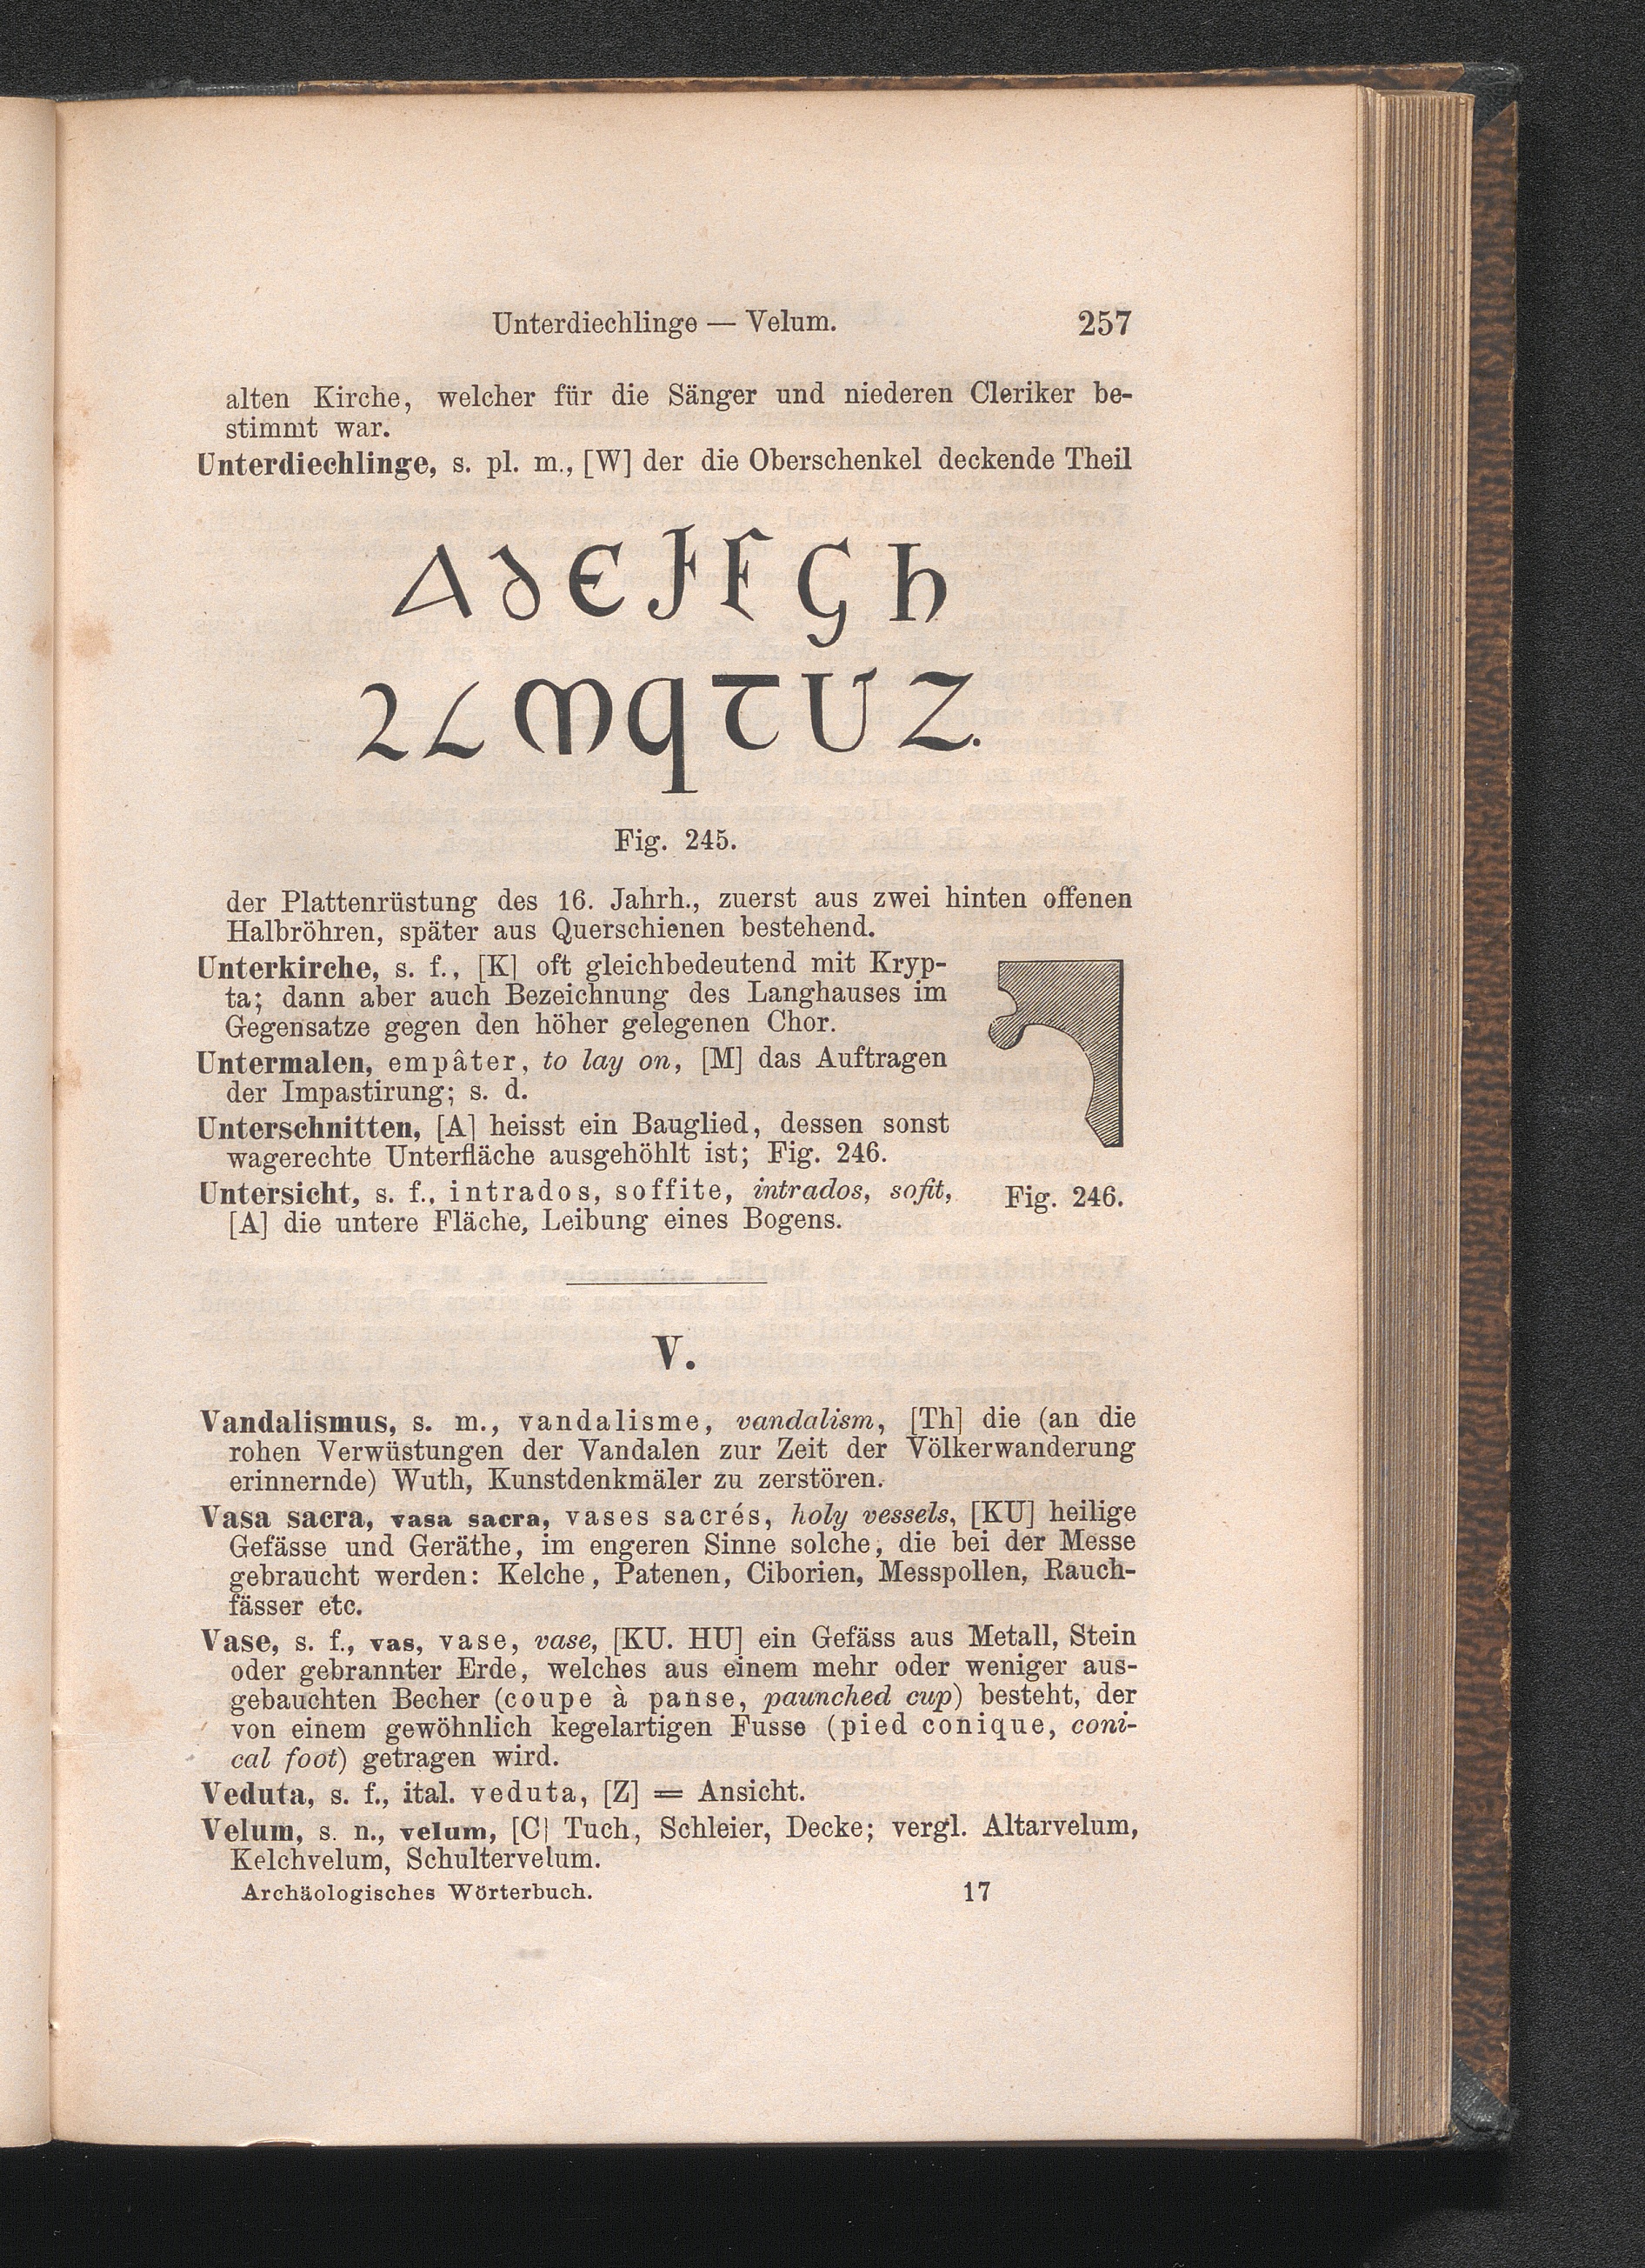 Unterdiechlinge — Velum. 257
alten Kirche, welcher für die Sänger und niederen Cleriker be-
stimmt war.
Unterdiechlinge, s. pl. m., [W] der die Oberschenkel deckende Theil
A d E F F G h
2 L M q T U Z.
Fig. 245.
der Plattenrüstung des 16. Jahrh., zuerst aus zwei hinten offenen
Halbröhren, später aus Querschienen bestehend.
Unterkirche, s. f., [K] oft gleichbedeutend mit Kryp-
ta; dann aber auch Bezeichnung des Langhauses im
Gegensatze gegen den höher gelegenen Chor.
Untermalen, empâter, to lay on, [M] das Auftragen
der Impastirung; s. d.
Unterschnitten, [A] heisst ein Bauglied, dessen sonst
wagerechte Unterfläche ausgehöhlt ist; Fig. 246.
Untersicht, s. f., intrados, soffite, intrados, sofit,
[A] die untere Fläche, Leibung eines Bogens.
Fig. 246.
V.
Vandalismus, s. m., vandalisme, vandalism, [Th] die (an die
rohen Verwüstungen der Vandalen zur Zeit der Völkerwanderung
erinnernde) Wuth, Kunstdenkmäler zu zerstören.
Vasa sacra, vasa sacra, vases sacrés, holy vessels, [KU] heilige
Gefässe und Geräthe, im engeren Sinne solche, die bei der Messe
gebraucht werden: Kelche, Patenen, Ciborien, Messpollen, Rauch-
fässer etc.
Vase, s. f., vas, vase, vase, [KU. HU] ein Gefäss aus Metall, Stein
oder gebrannter Erde, welches aus einem mehr oder weniger aus-
gebauchten Becher (coupe à panse, paunched cup) besteht, der
von einem gewöhnlich kegelartigen Fusse (pied conique, coni-
cal foot) getragen wird.
Veduta, s. f., ital. veduta, [Z] = Ansicht.
Velum, s. n., velum, [C] Tuch, Schleier, Decke; vergl. Altarvelum,
Kelchvelum, Schultervelum.
Archäologisches Wörterbuch. 17